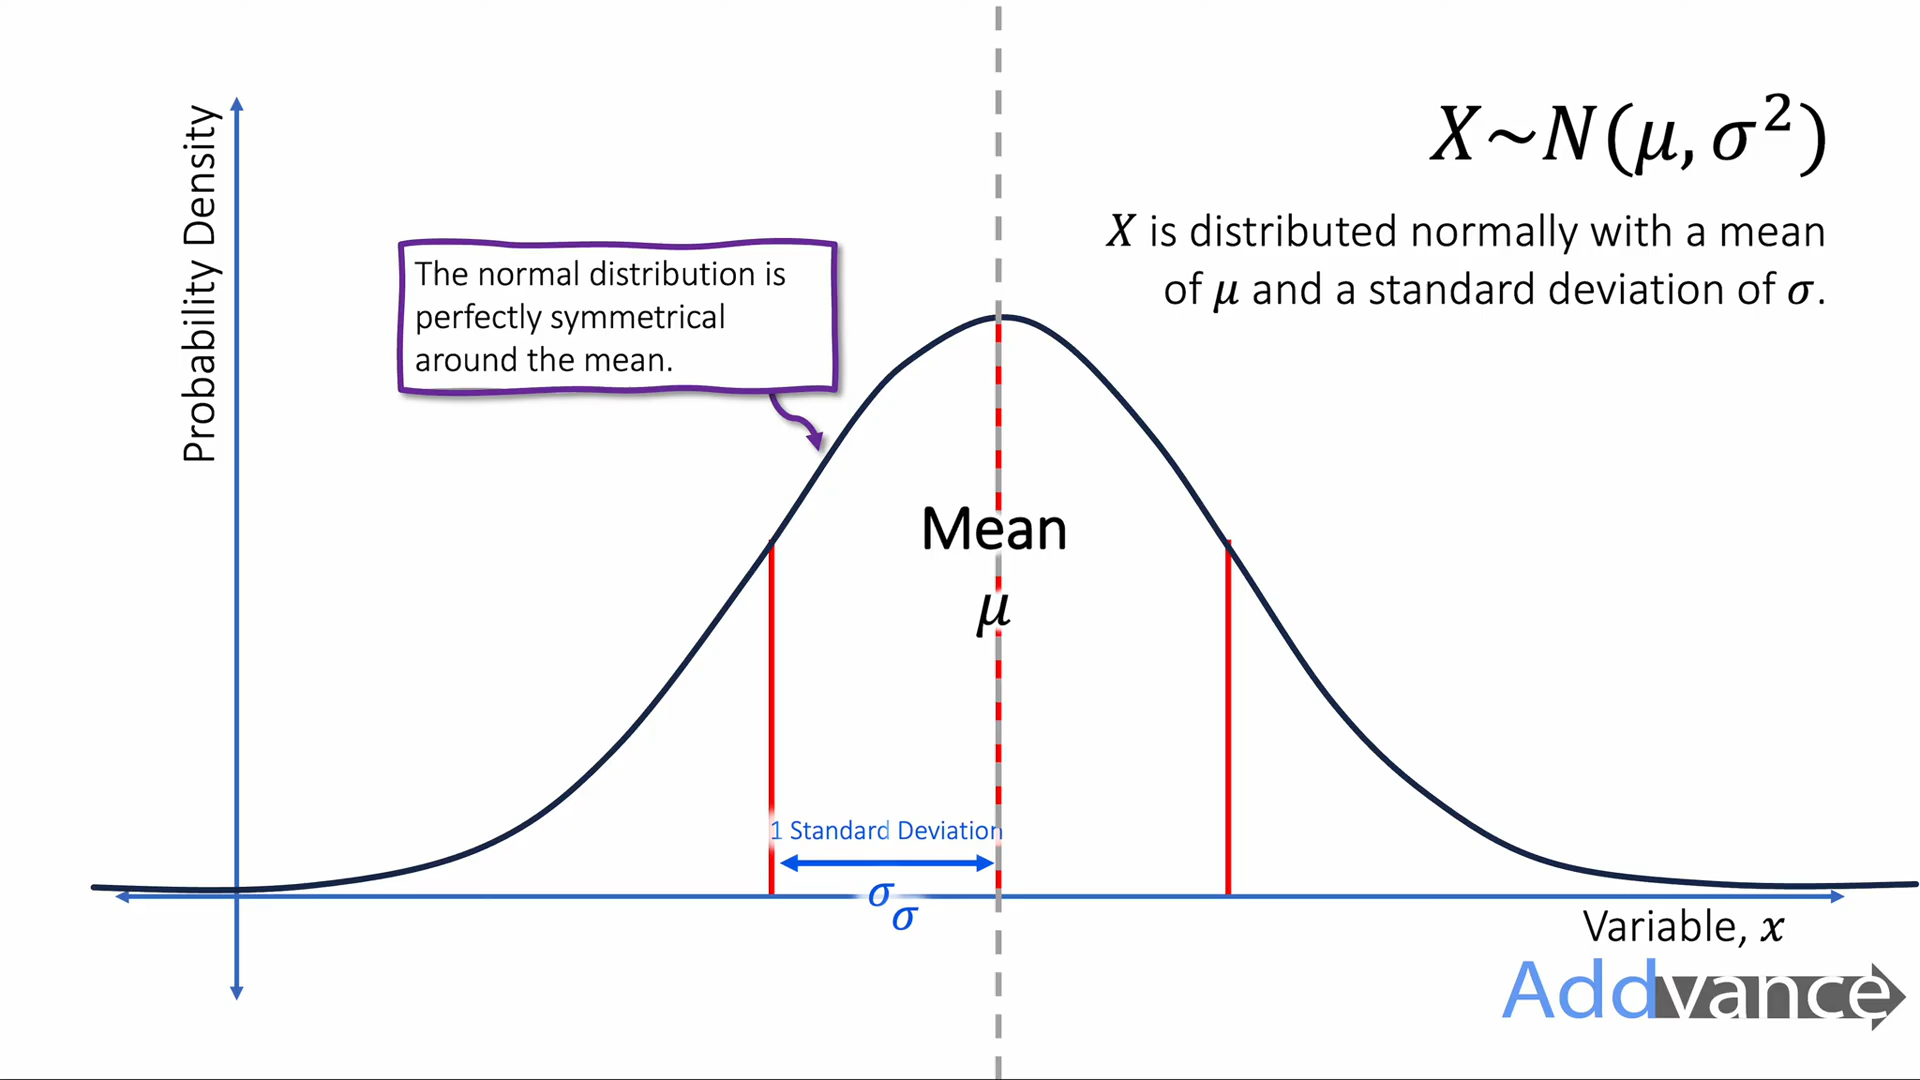 Probability Density
X~N(μ, σ²)
X is distributed normally with a mean
of μ and a standard deviation of σ.
The normal distribution is
perfectly symmetrical
around the mean.
Mean
μ
1 Standard Deviation
σ
σ
Variable, x
Addvance